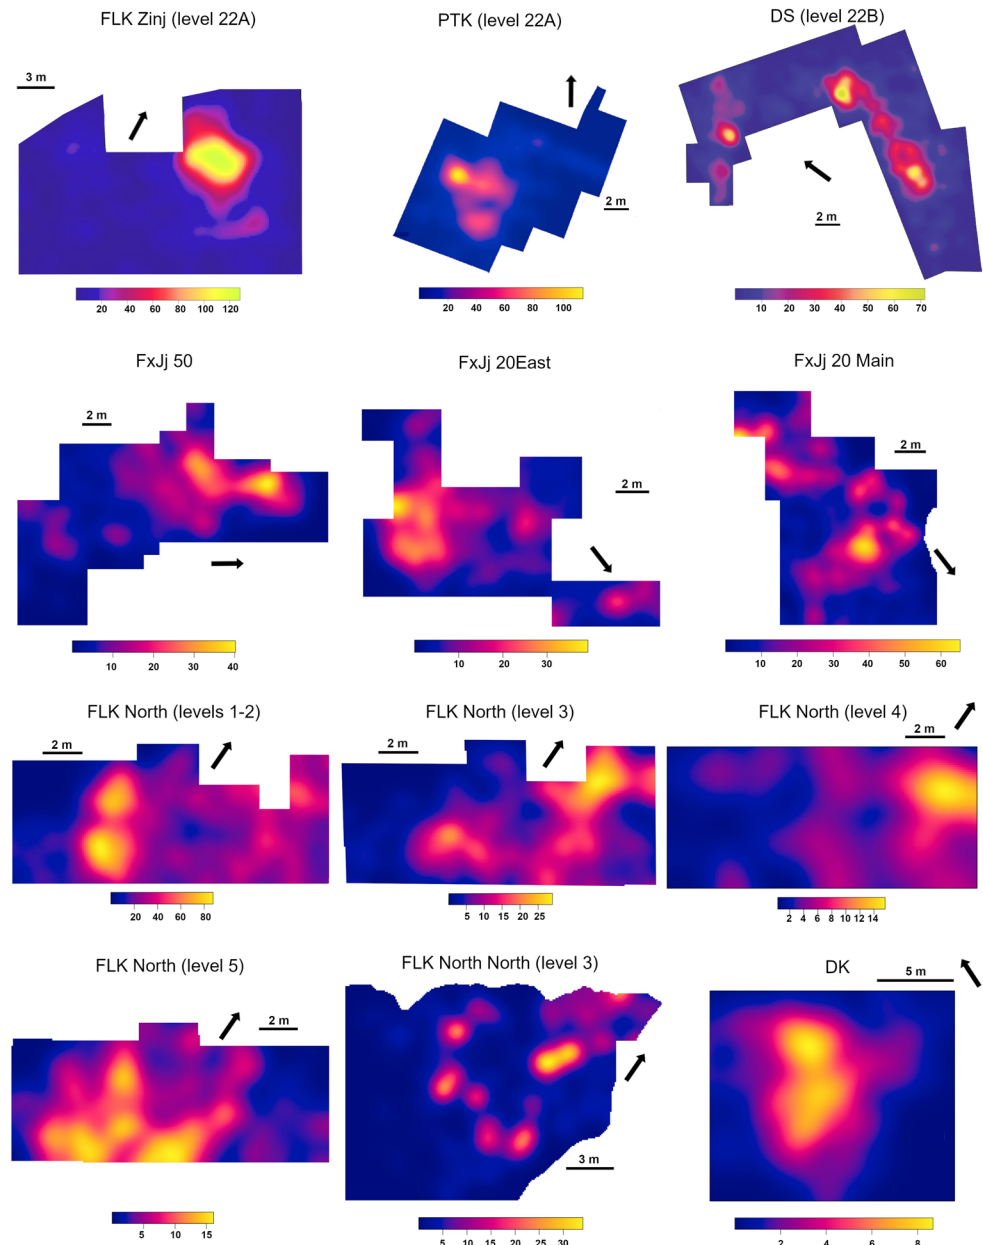 FLK Zinj (level 22A)
PTK (level 22A)
DS (level 22B)
3 m
2 m
2 m
20 40 60 80 100 120
20 40 60 80 100
10 20 30 40 50 60 70
FxJj 50
FxJj 20East
FxJj 20 Main
2 m
2 m
2 m
10 20 30 40
10 20 30
10 20 30 40 50 60
FLK North (levels 1-2)
FLK North (level 3)
FLK North (level 4)
2 m
2 m
2 m
20 40 60 80
5 10 15 20 25
2 4 6 8 10 12 14
FLK North (level 5)
FLK North North (level 3)
DK
2 m
3 m
5 m
5 10 15
5 10 15 20 25 30
2 4 6 8